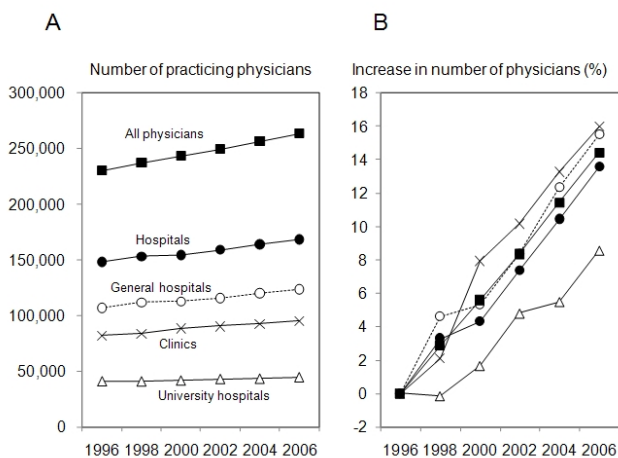 A
B
Number of practicing physicians
Increase in number of physicians (%)
300,000
250,000
200,000
150,000
100,000
50,000
0
All physicians
Hospitals
General hospitals
Clinics
University hospitals
1996 1998 2000 2002 2004 2006
18
16
14
12
10
8
6
4
2
0
-2
1996 1998 2000 2002 2004 2006